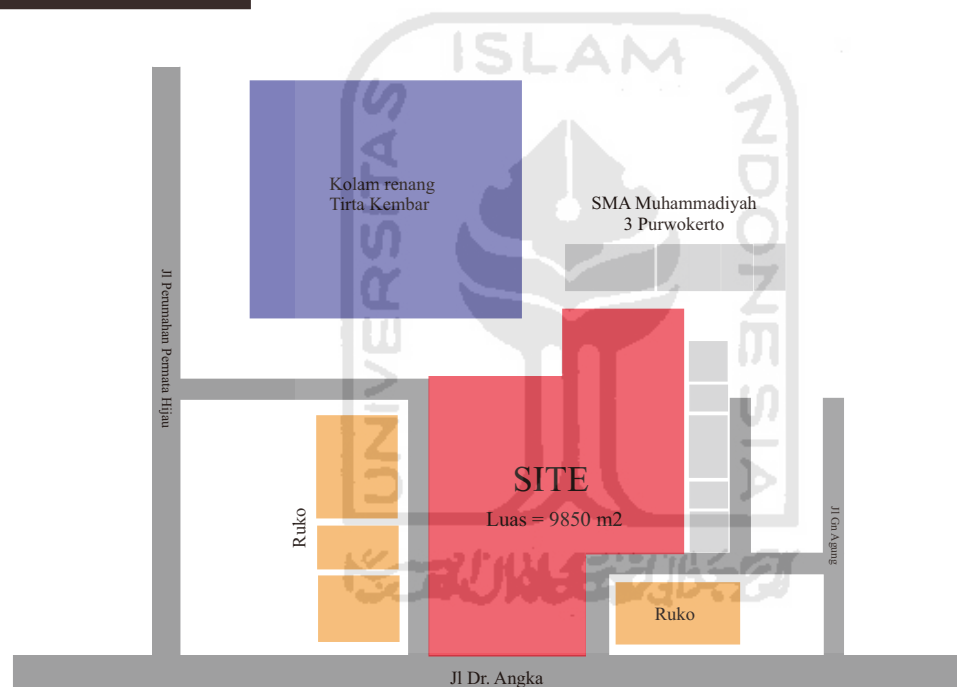 UNIVERSITAS
ISLAM
INDONESIA
Kolam renang
Tirta Kembar
SMA Muhammadiyah
3 Purwokerto
Jl Perumahan Permata Hijau
SITE
Luas = 9850 m2
Ruko
Jl Gn Agung
Ruko
Jl Dr. Angka